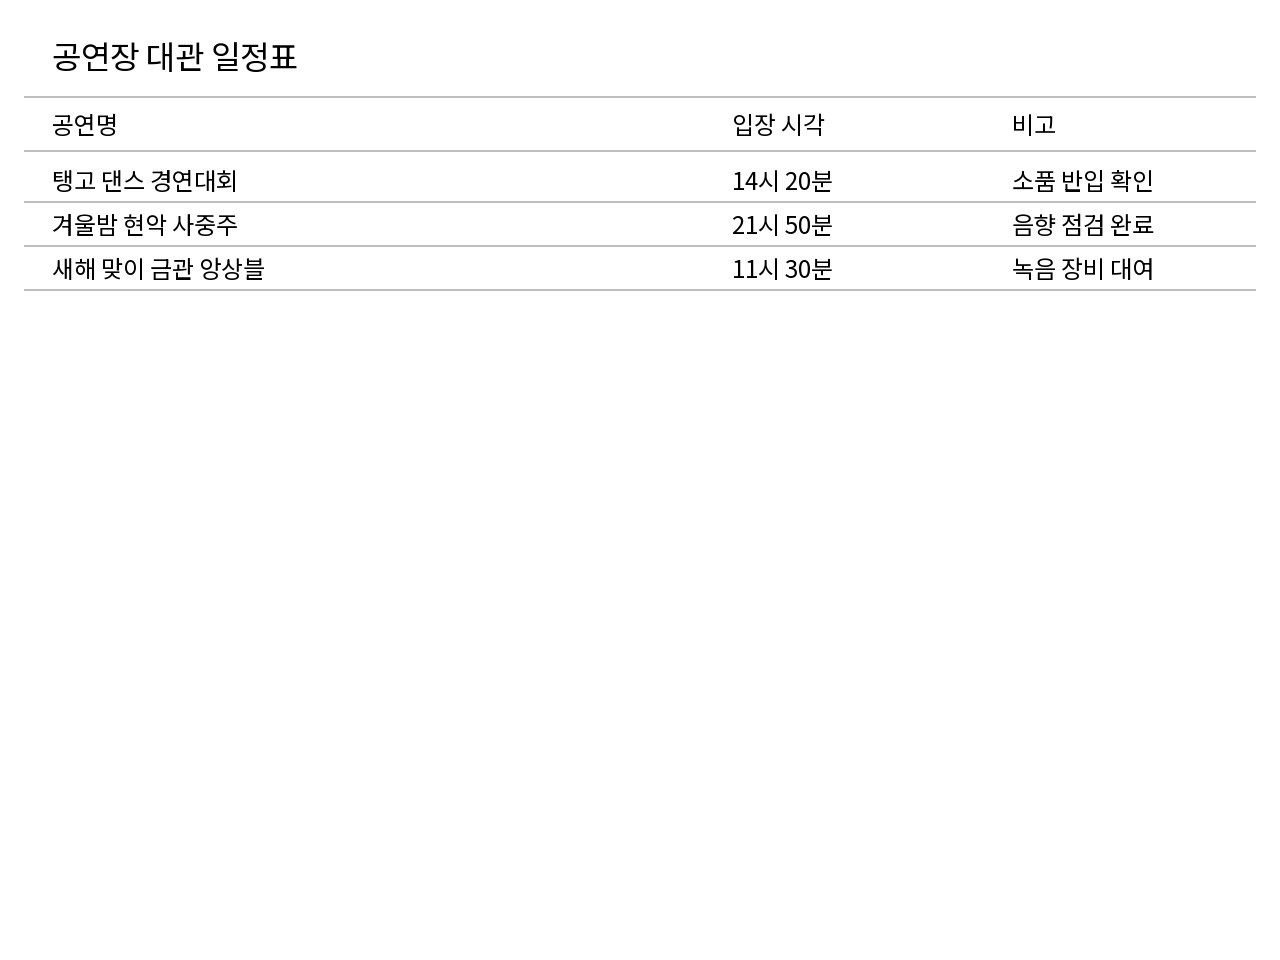 공연장 대관 일정표
공연명 입장 시각 비고
탱고 댄스 경연대회 14시 20분 소품 반입 확인
겨울밤 현악 사중주 21시 50분 음향 점검 완료
새해 맞이 금관 앙상블 11시 30분 녹음 장비 대여